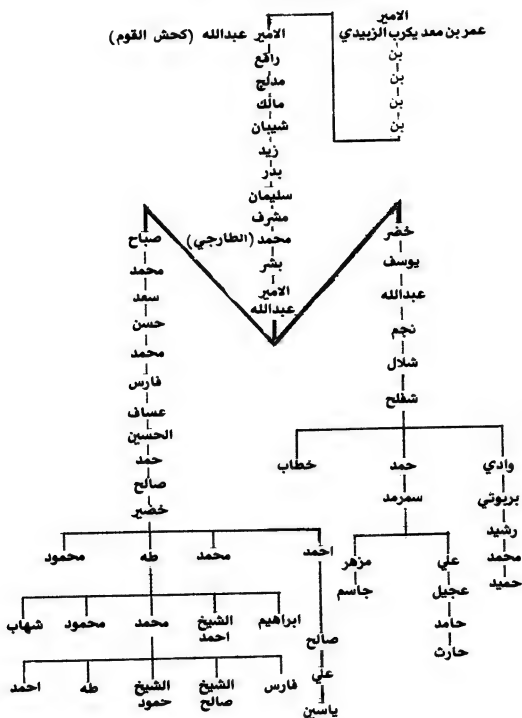 الامير
عمر بن معد يكرب الزبيدي
بن
بن
بن
بن
الامير عبدالله (كحش القوم)
رافع
مدلج
مالك
شيبان
زيد
بدر
سليمان
مشرف
محمد (الطارجي)
بشر
الامير
عبدالله
خضر
يوسف
عبدالله
نجم
شلال
شفلح
وادي
حمد
خطاب
بربوتي
رشيد
محمد
حميد
سمرمد
علي
مزهر
عجيل
حامد
حارث
جاسم
صباح
محمد
سعد
حسن
محمد
فارس
عساف
الحسين
حمد
صالح
خضير
احمد
محمد
طه
محمود
صالح
علي
ياسين
ابراهيم
الشيخ
احمد
محمد
محمود
شهاب
فارس
الشيخ
صالح
الشيخ
حمود
طه
احمد